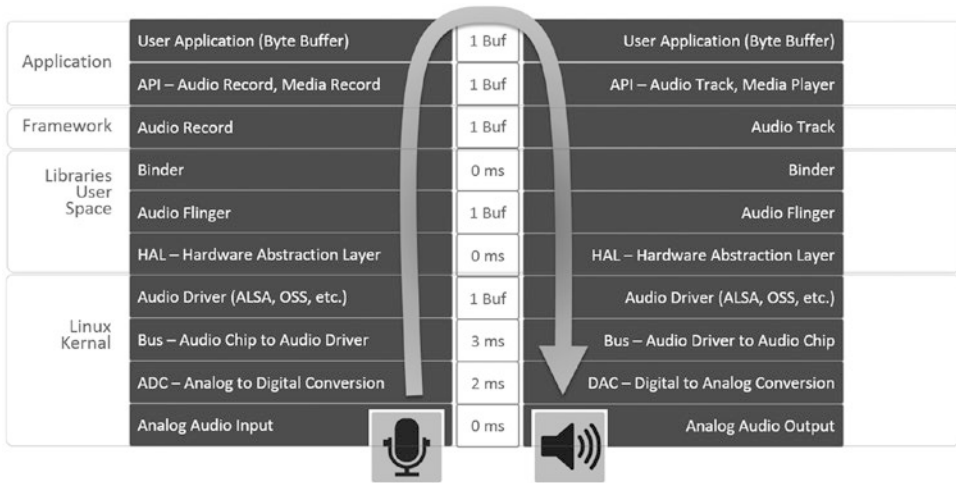 Application
User Application (Byte Buffer)
1 Buf
User Application (Byte Buffer)
API – Audio Record, Media Record
1 Buf
API – Audio Track, Media Player
Framework
Audio Record
1 Buf
Audio Track
Libraries
User
Space
Binder
0 ms
Binder
Audio Flinger
1 Buf
Audio Flinger
HAL – Hardware Abstraction Layer
0 ms
HAL – Hardware Abstraction Layer
Linux
Kernal
Audio Driver (ALSA, OSS, etc.)
1 Buf
Audio Driver (ALSA, OSS, etc.)
Bus – Audio Chip to Audio Driver
3 ms
Bus – Audio Driver to Audio Chip
ADC – Analog to Digital Conversion
2 ms
DAC – Digital to Analog Conversion
Analog Audio Input
0 ms
Analog Audio Output